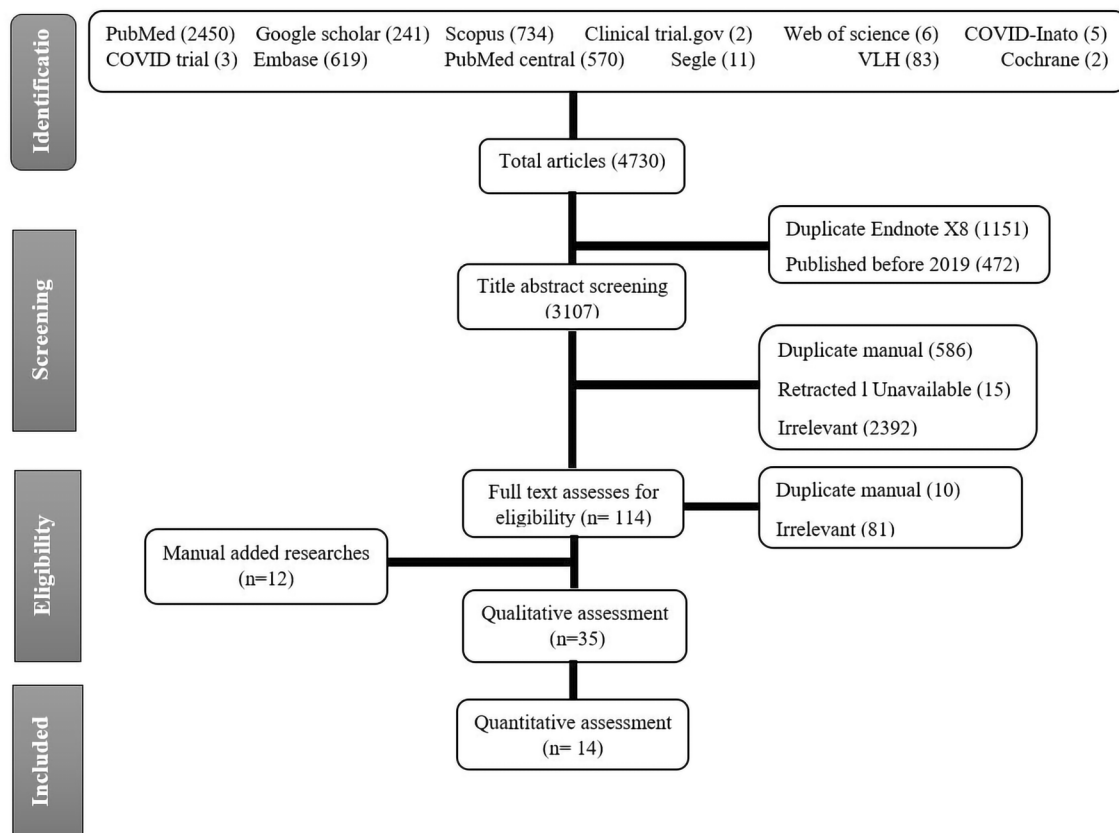 Identificatio
PubMed (2450) Google scholar (241) Scopus (734) Clinical trial.gov (2) Web of science (6) COVID-Inato (5)
COVID trial (3) Embase (619) PubMed central (570) Segle (11) VLH (83) Cochrane (2)
Total articles (4730)
Screening
Duplicate Endnote X8 (1151)
Published before 2019 (472)
Title abstract screening
(3107)
Duplicate manual (586)
Retracted l Unavailable (15)
Irrelevant (2392)
Eligibility
Full text assesses for
eligibility (n= 114)
Duplicate manual (10)
Irrelevant (81)
Manual added researches
(n=12)
Qualitative assessment
(n=35)
Included
Quantitative assessment
(n= 14)